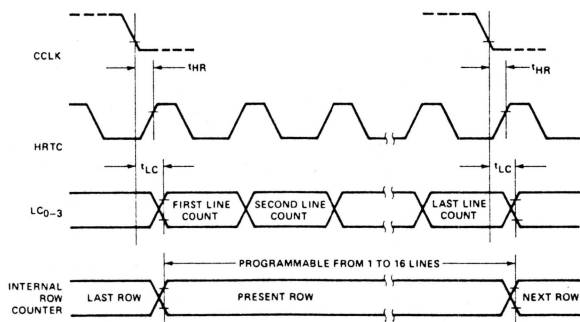 CCLK
tHR
tHR
HRTC
tLC
tLC
LC0–3
FIRST LINE COUNT
SECOND LINE COUNT
LAST LINE COUNT
PROGRAMMABLE FROM 1 TO 16 LINES
INTERNAL ROW COUNTER
LAST ROW
PRESENT ROW
NEXT ROW